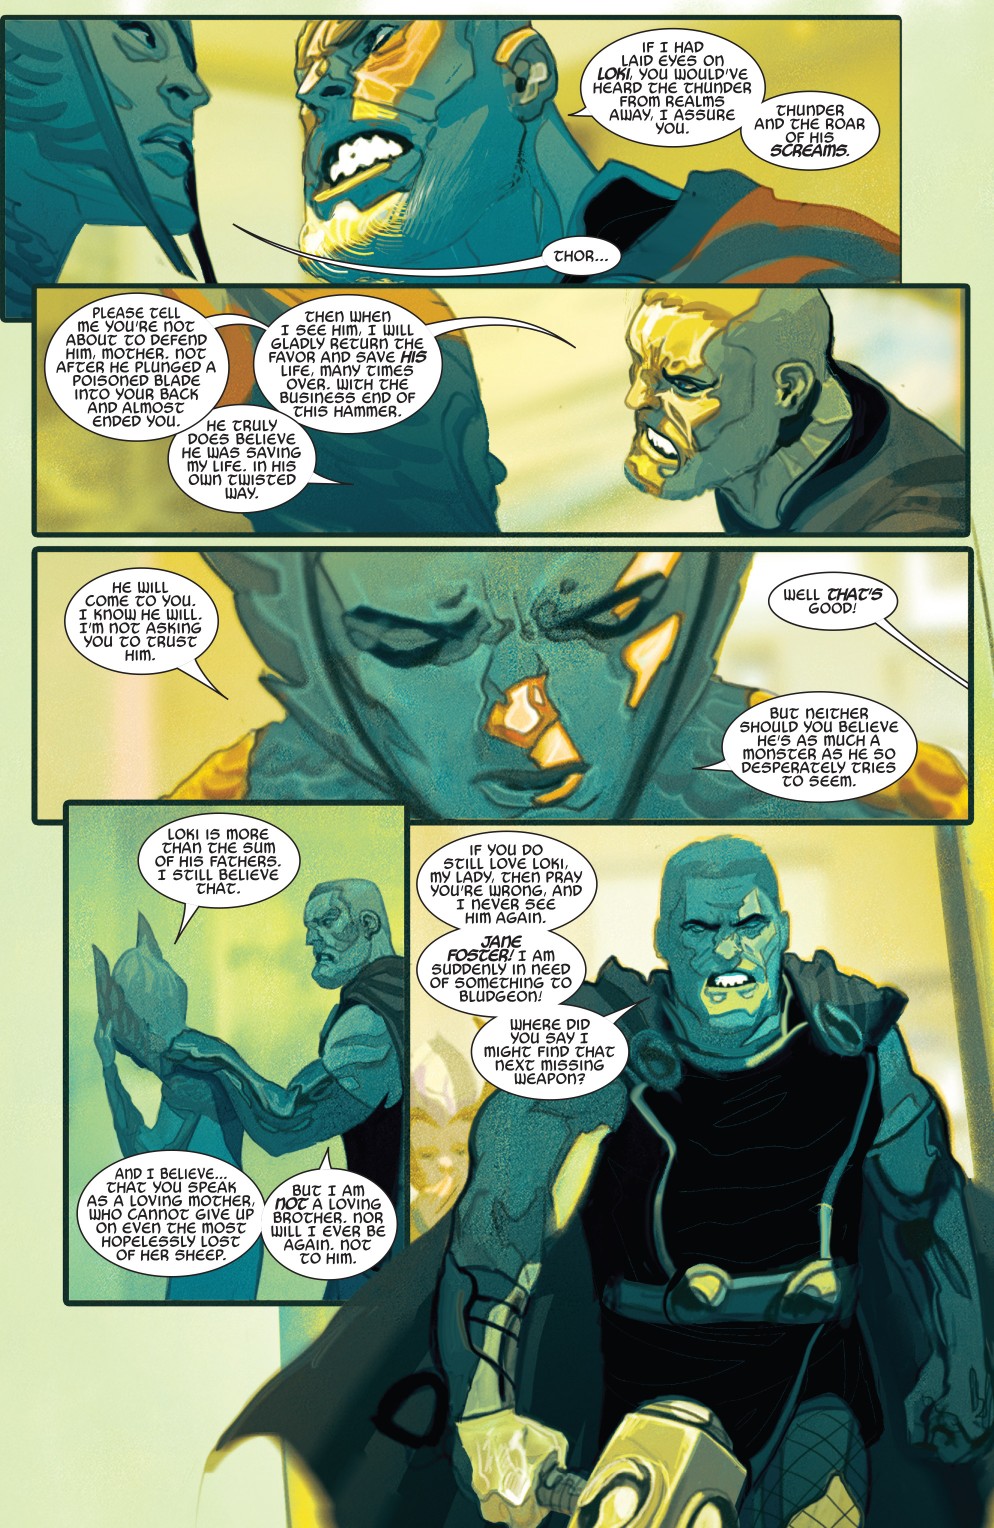 IF I HAD
LAID EYES ON
LOKI, YOU WOULD'VE
HEARD THE THUNDER
FROM REALMS
AWAY, I ASSURE
YOU.
THUNDER
AND THE ROAR
OF HIS
SCREAMS.
THOR...
PLEASE TELL
ME YOU'RE NOT
ABOUT TO DEFEND
HIM, MOTHER. NOT
AFTER HE PLUNGED A
POISONED BLADE
INTO YOUR BACK
AND ALMOST
ENDED YOU.
HE TRULY
DOES BELIEVE
HE WAS SAVING
MY LIFE. IN HIS
OWN TWISTED
WAY.
THEN WHEN
I SEE HIM, I WILL
GLADLY RETURN THE
FAVOR AND SAVE HIS
LIFE, MANY TIMES
OVER. WITH THE
BUSINESS END OF
THIS HAMMER.
HE WILL
COME TO YOU.
I KNOW HE WILL.
I'M NOT ASKING
YOU TO TRUST
HIM.
WELL THAT'S
GOOD!
BUT NEITHER
SHOULD YOU BELIEVE
HE'S AS MUCH A
MONSTER AS HE SO
DESPERATELY TRIES
TO SEEM.
LOKI IS MORE
THAN THE SUM
OF HIS FATHERS.
I STILL BELIEVE
THAT.
AND I BELIEVE...
THAT YOU SPEAK
AS A LOVING MOTHER,
WHO CANNOT GIVE UP
ON EVEN THE MOST
HOPELESSLY LOST
OF HER SHEEP.
BUT I AM
NOT A LOVING
BROTHER. NOR
WILL I EVER BE
AGAIN. NOT
TO HIM.
IF YOU DO
STILL LOVE LOKI,
MY LADY, THEN PRAY
YOU'RE WRONG, AND
I NEVER SEE
HIM AGAIN.
JANE
FOSTER! I AM
SUDDENLY IN NEED
OF SOMETHING TO
BLUDGEON!
WHERE DID
YOU SAY I
MIGHT FIND THAT
NEXT MISSING
WEAPON?